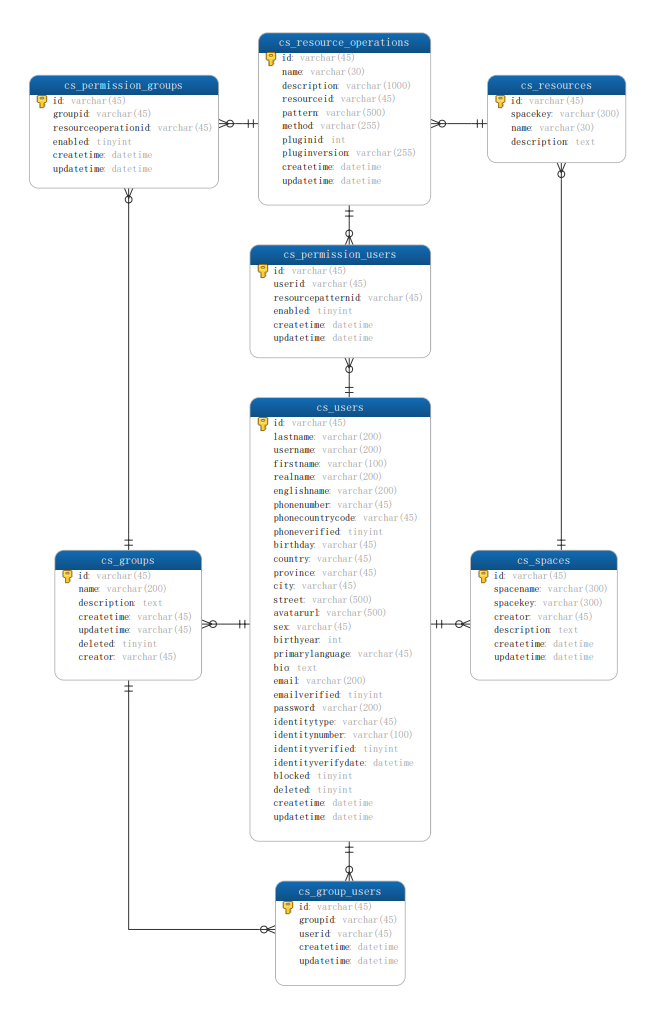 cs_resource_operations
id: varchar(45)
name: varchar(30)
description: varchar(1000)
resourceid: varchar(45)
pattern: varchar(500)
method: varchar(255)
pluginid: int
pluginversion: varchar(255)
createtime: datetime
updatetime: datetime
cs_permission_groups
id: varchar(45)
groupid: varchar(45)
resourceoperationid: varchar(45)
enabled: tinyint
createtime: datetime
updatetime: datetime
cs_resources
id: varchar(45)
spacekey: varchar(300)
name: varchar(30)
description: text
cs_permission_users
id: varchar(45)
userid: varchar(45)
resourcepatternid: varchar(45)
enabled: tinyint
createtime: datetime
updatetime: datetime
cs_users
id: varchar(45)
lastname: varchar(200)
username: varchar(200)
firstname: varchar(100)
realname: varchar(200)
englishname: varchar(200)
phonenumber: varchar(45)
phonecountrycode: varchar(45)
phoneverified: tinyint
birthday: varchar(45)
country: varchar(45)
province: varchar(45)
city: varchar(45)
street: varchar(500)
avatarurl: varchar(500)
sex: varchar(45)
birthyear: int
primarylanguage: varchar(45)
bio: text
email: varchar(200)
emailverified: tinyint
password: varchar(200)
identitytype: varchar(45)
identitynumber: varchar(100)
identityverified: tinyint
identityverifydate: datetime
blocked: tinyint
deleted: tinyint
createtime: datetime
updatetime: datetime
cs_groups
id: varchar(45)
name: varchar(200)
description: text
createtime: varchar(45)
updatetime: varchar(45)
deleted: tinyint
creator: varchar(45)
cs_spaces
id: varchar(45)
spacename: varchar(300)
spacekey: varchar(300)
creator: varchar(45)
description: text
createtime: datetime
updatetime: datetime
cs_group_users
id: varchar(45)
groupid: varchar(45)
userid: varchar(45)
createtime: datetime
updatetime: datetime